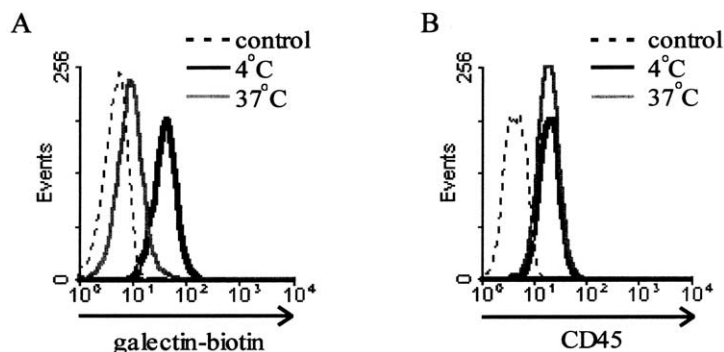 A
control
4°C
37°C
256
Events
0
10⁰ 10¹ 10² 10³ 10⁴
galectin-biotin
B
control
4°C
37°C
256
Events
0
10⁰ 10¹ 10² 10³ 10⁴
CD45